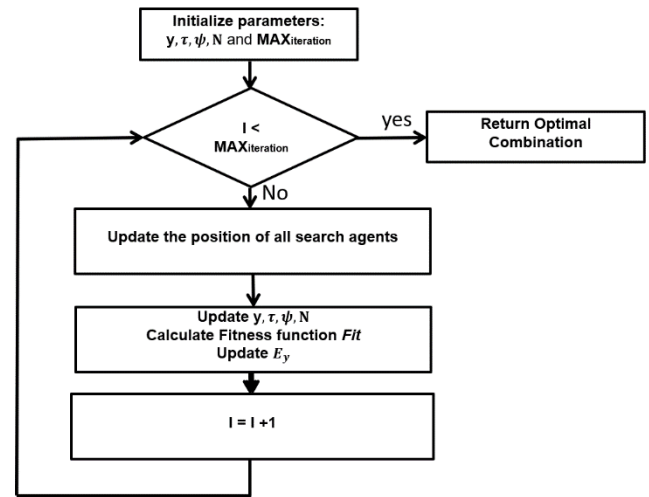 Initialize parameters:
y, τ, ψ, N and MAXiteration
I <
MAXiteration
yes
Return Optimal
Combination
No
Update the position of all search agents
Update y, τ, ψ, N
Calculate Fitness function Fit
Update E_y
I = I +1